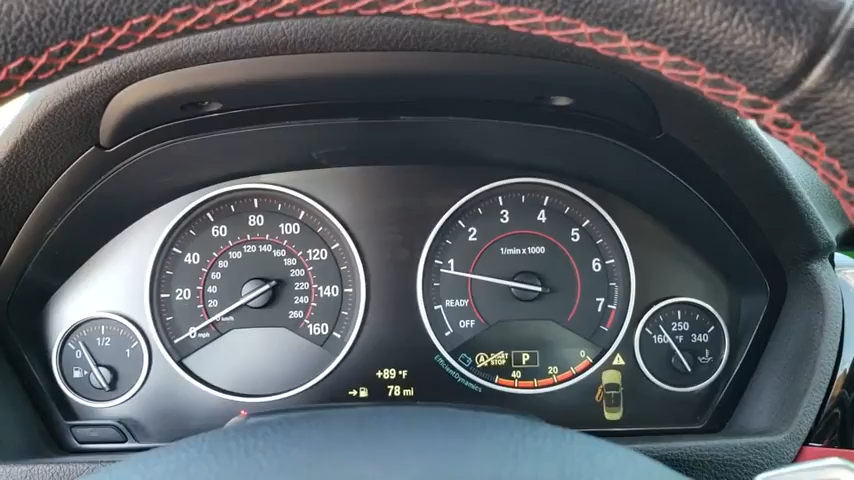 20
40
60
80
100
120
140
160
0 mph
20
40
60
80
100 120 140 160
180
200
220
240
260
km/h
1/min x 1000
1
2
3
4
5
6
7
READY
OFF
START
STOP
P
40
20
0
EfficientDynamics
0
1/2
1
160°F
250
340
+89 °F
78 mi